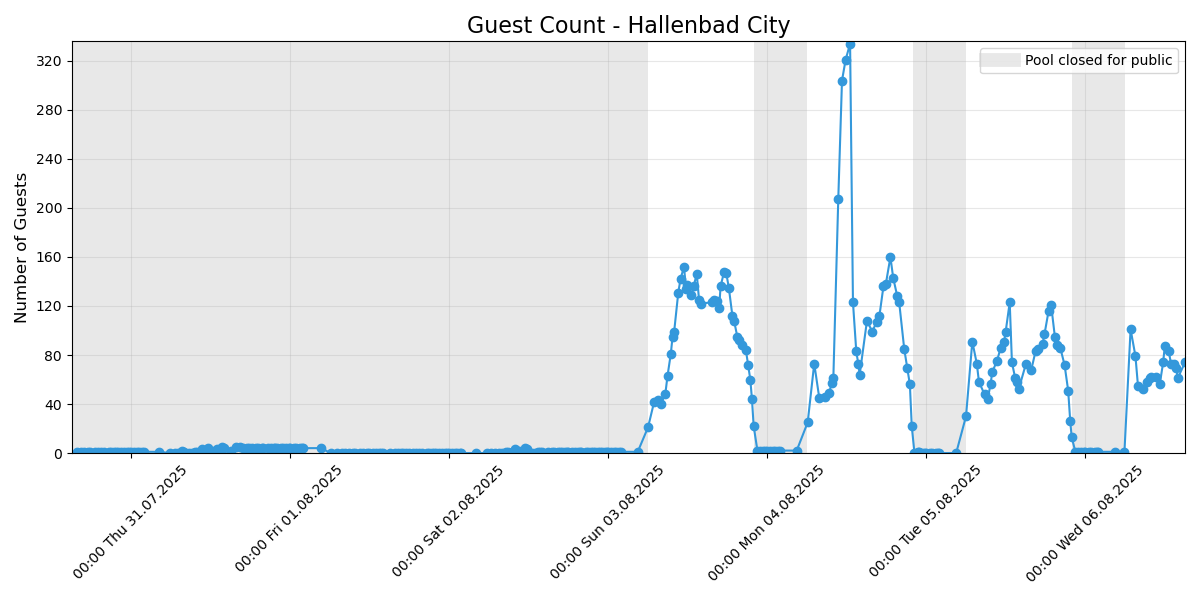 Guest Count - Hallenbad City
Pool closed for public
Number of Guests
320
280
240
200
160
120
80
40
0
00:00 Thu 31.07.2025
00:00 Fri 01.08.2025
00:00 Sat 02.08.2025
00:00 Sun 03.08.2025
00:00 Mon 04.08.2025
00:00 Tue 05.08.2025
00:00 Wed 06.08.2025